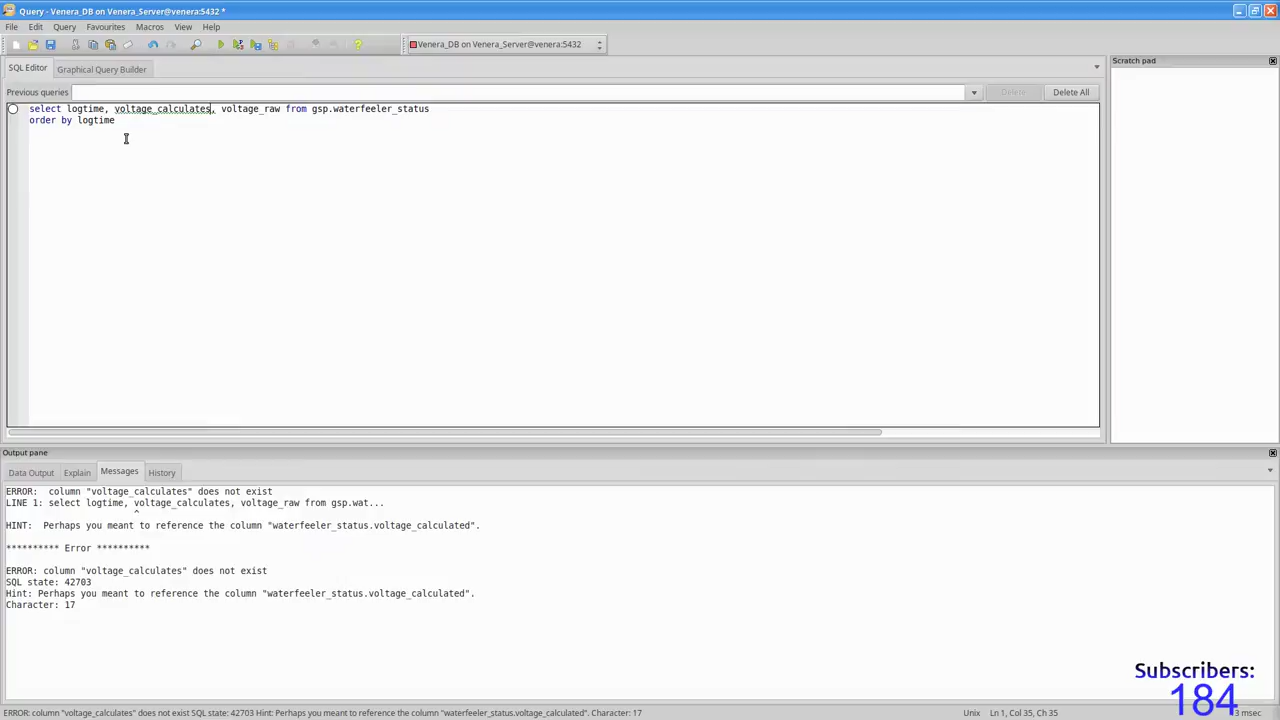 Query - Venera_DB on Venera_Server@venera:5432 *
File Edit Query Favourites Macros View Help
Venera_DB on Venera_Server@venera:5432
SQL Editor Graphical Query Builder
Scratch pad
Previous queries Delete Delete All
select logtime, voltage_calculates, voltage_raw from gsp.waterfeeler_status
order by logtime
Output pane
Data Output Explain Messages History
ERROR:  column "voltage_calculates" does not exist
LINE 1: select logtime, voltage_calculates, voltage_raw from gsp.wat...
^
HINT:  Perhaps you meant to reference the column "waterfeeler_status.voltage_calculated".
********** Error **********
ERROR: column "voltage_calculates" does not exist
SQL state: 42703
Hint: Perhaps you meant to reference the column "waterfeeler_status.voltage_calculated".
Character: 17
Subscribers:
184
ERROR: column "voltage_calculates" does not exist SQL state: 42703 Hint: Perhaps you meant to reference the column "waterfeeler_status.voltage_calculated". Character: 17 Unix Ln 1, Col 35, Ch 35 3 msec